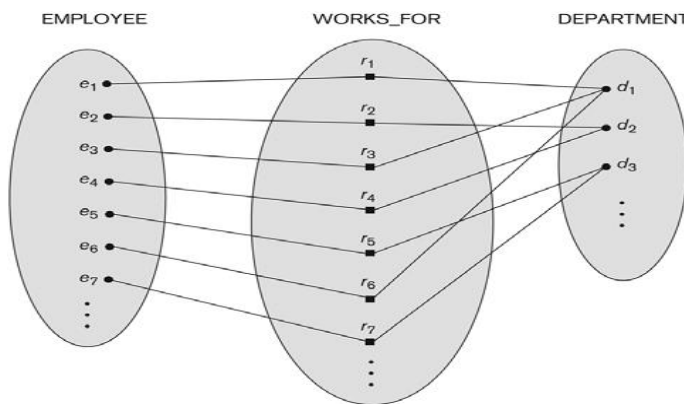 EMPLOYEE WORKS_FOR DEPARTMENT
e1
e2
e3
e4
e5
e6
e7
r1
r2
r3
r4
r5
r6
r7
d1
d2
d3